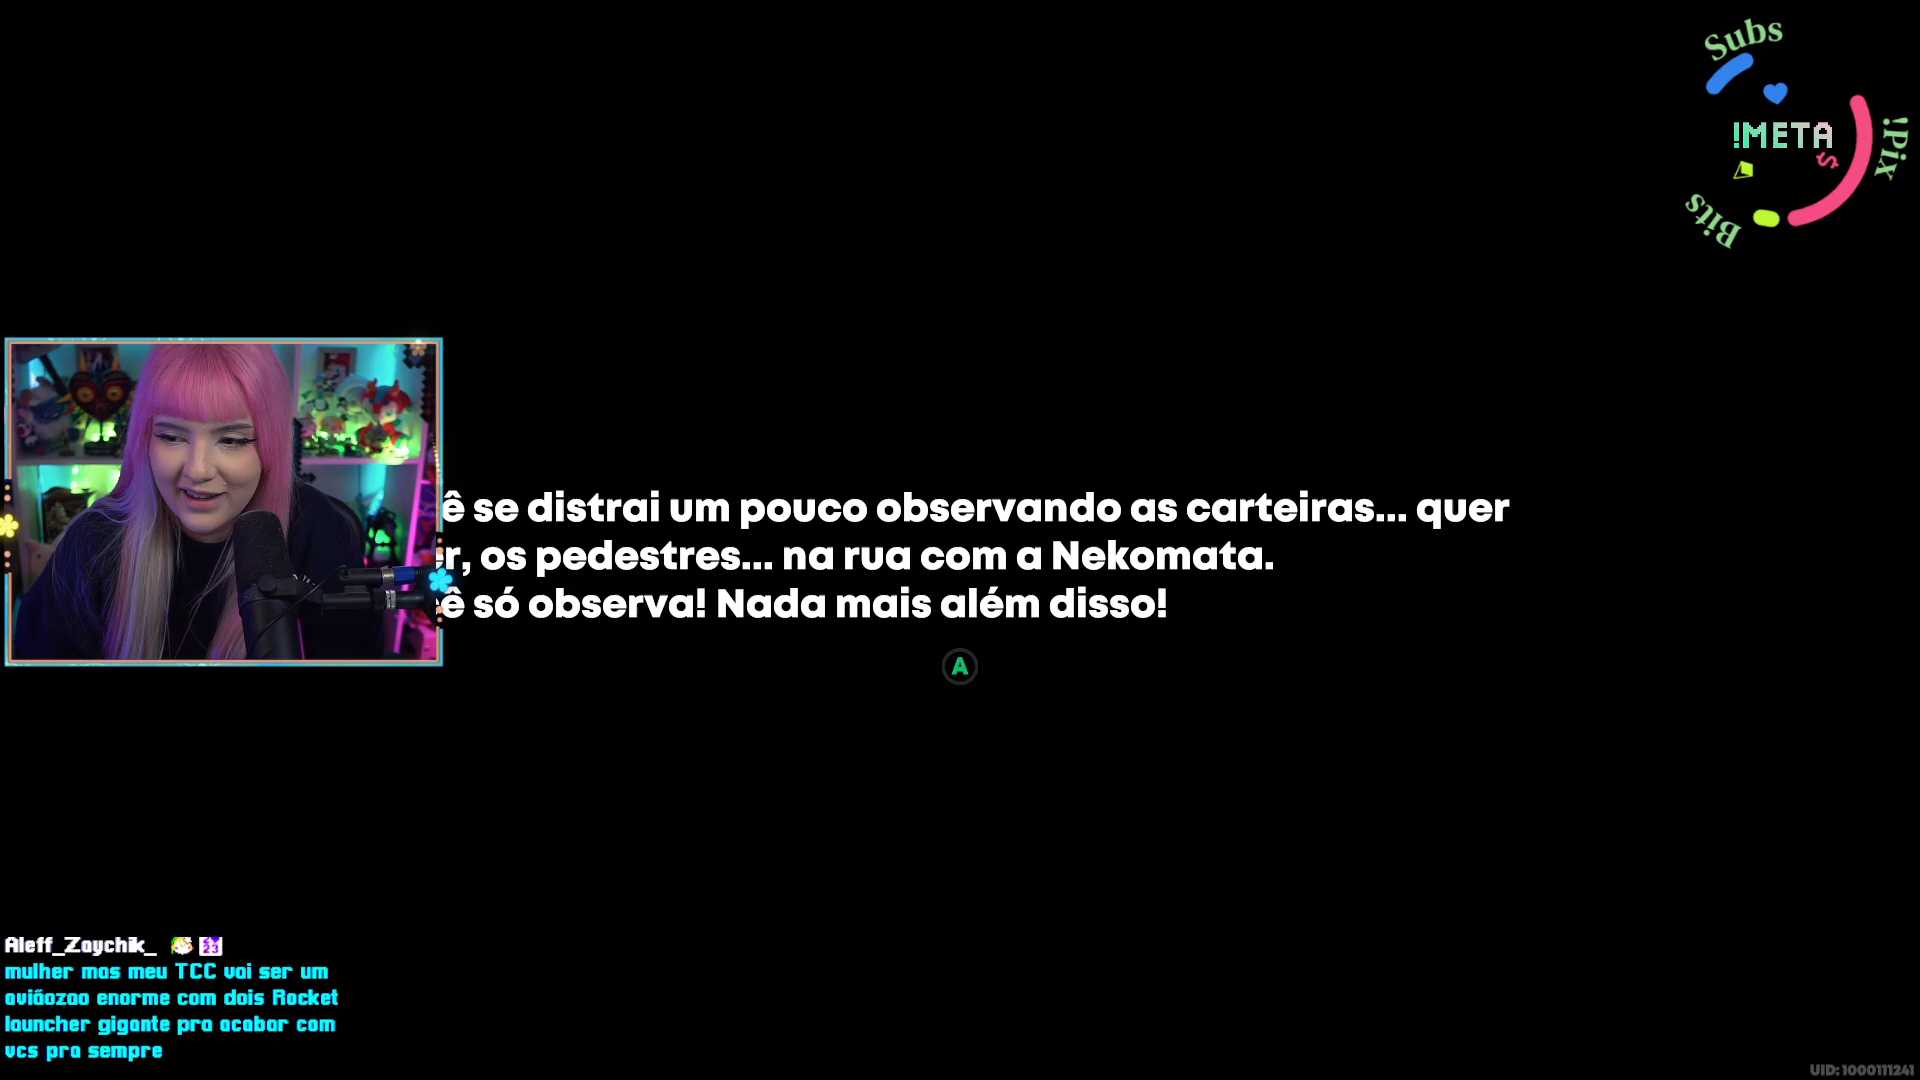 Subs
!META
!Pix
$
Bits
ê se distrai um pouco observando as carteiras... quer
r, os pedestres... na rua com a Nekomata.
ê só observa! Nada mais além disso!
A
Aleff_Zaychik_
mulher mas meu TCC vai ser um
aviãozao enorme com dois Rocket
launcher gigante pra acabar com
vcs pra sempre
UID: 1000111241